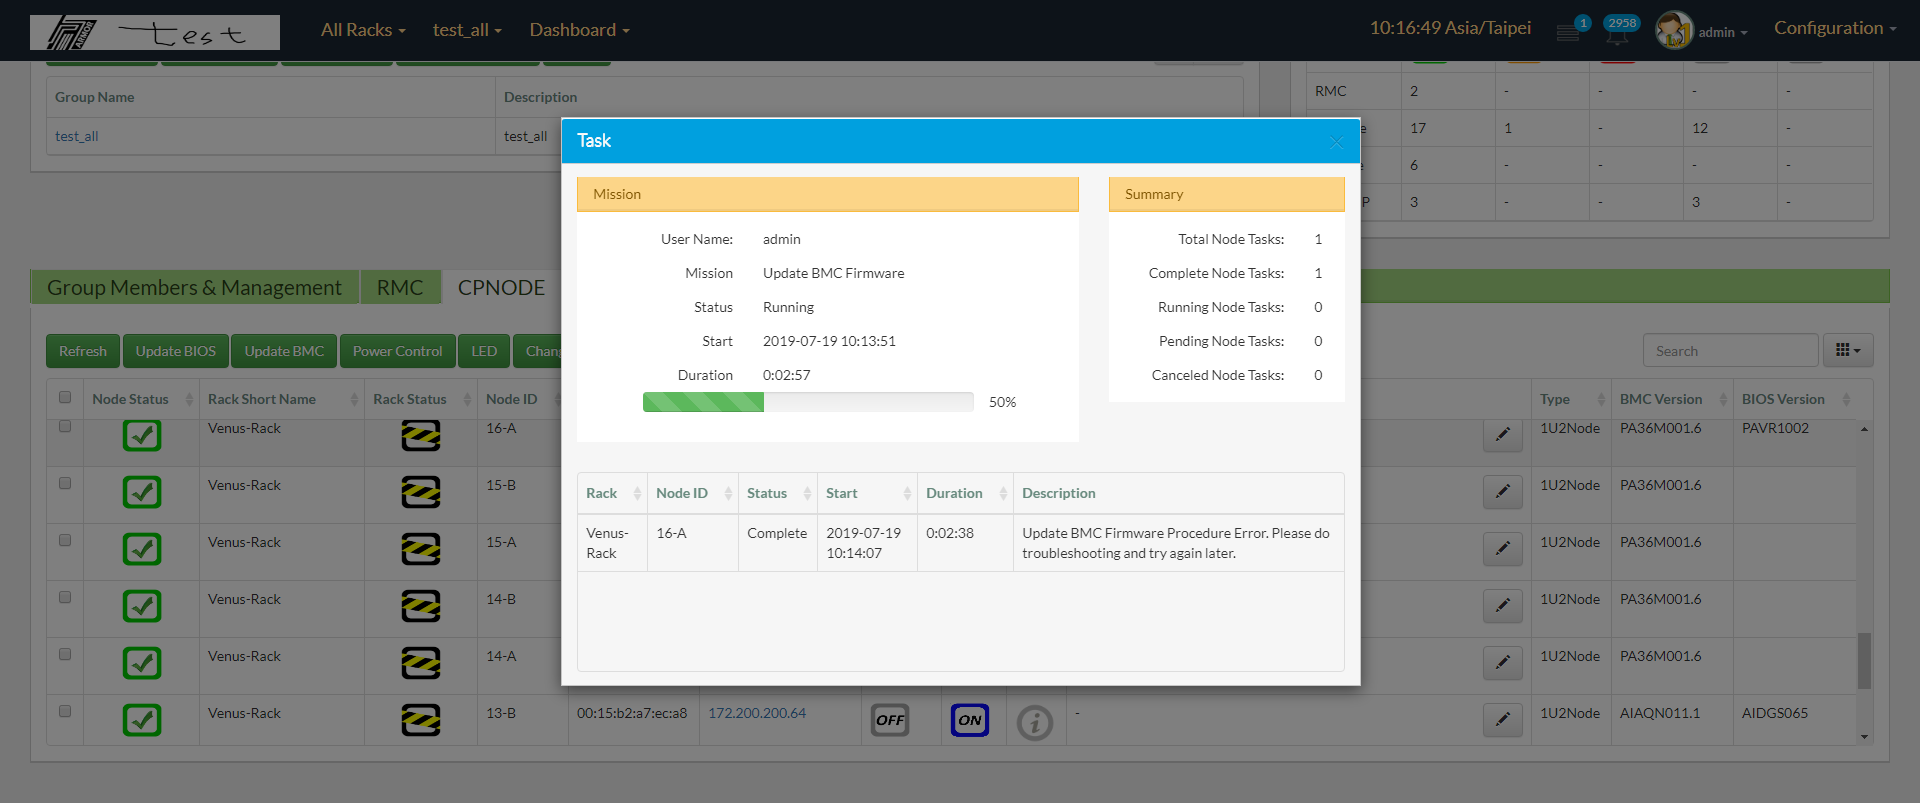 ARMOR test All Racks test_all Dashboard 10:16:49 Asia/Taipei 1 2958 admin Configuration
Group Name Description
test_all test_all
RMC 2 - - - -
17 1 - 12 -
6 - - - -
P 3 - - 3 -
Task
Mission
User Name: admin
Mission Update BMC Firmware
Status Running
Start 2019-07-19 10:13:51
Duration 0:02:57
50%
Summary
Total Node Tasks: 1
Complete Node Tasks: 1
Running Node Tasks: 0
Pending Node Tasks: 0
Canceled Node Tasks: 0
Rack Node ID Status Start Duration Description
Venus-Rack 16-A Complete 2019-07-19 10:14:07 0:02:38 Update BMC Firmware Procedure Error. Please do
troubleshooting and try again later.
Group Members & Management RMC CPNODE
Refresh Update BIOS Update BMC Power Control LED Chang Search
Node Status Rack Short Name Rack Status Node ID Type BMC Version BIOS Version
Venus-Rack 16-A 1U2Node PA36M001.6 PAVR1002
Venus-Rack 15-B 1U2Node PA36M001.6
Venus-Rack 15-A 1U2Node PA36M001.6
Venus-Rack 14-B 1U2Node PA36M001.6
Venus-Rack 14-A 1U2Node PA36M001.6
Venus-Rack 13-B 00:15:b2:a7:ec:a8 172.200.200.64 OFF ON i - 1U2Node AIAQN011.1 AIDGS065